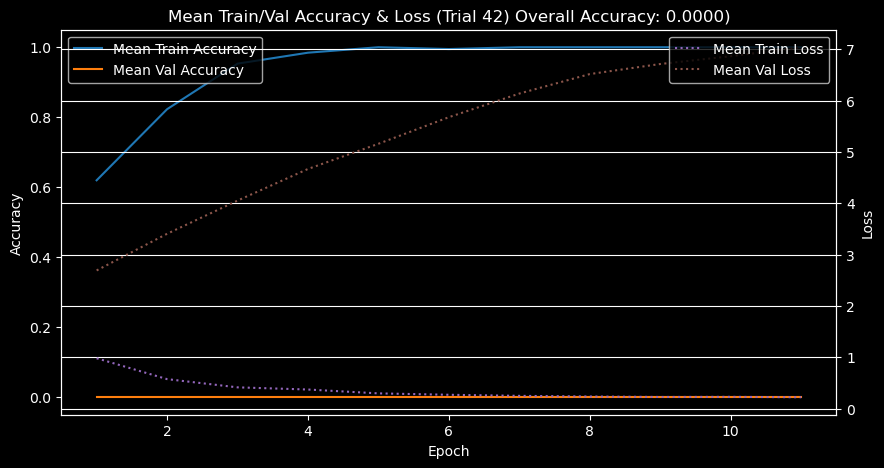 Mean Train/Val Accuracy & Loss (Trial 42) Overall Accuracy: 0.0000)
Mean Train Accuracy
Mean Val Accuracy
Mean Train Loss
Mean Val Loss
1.0
0.8
0.6
0.4
0.2
0.0
Accuracy
7
6
5
4
3
2
1
0
Loss
2
4
6
8
10
Epoch